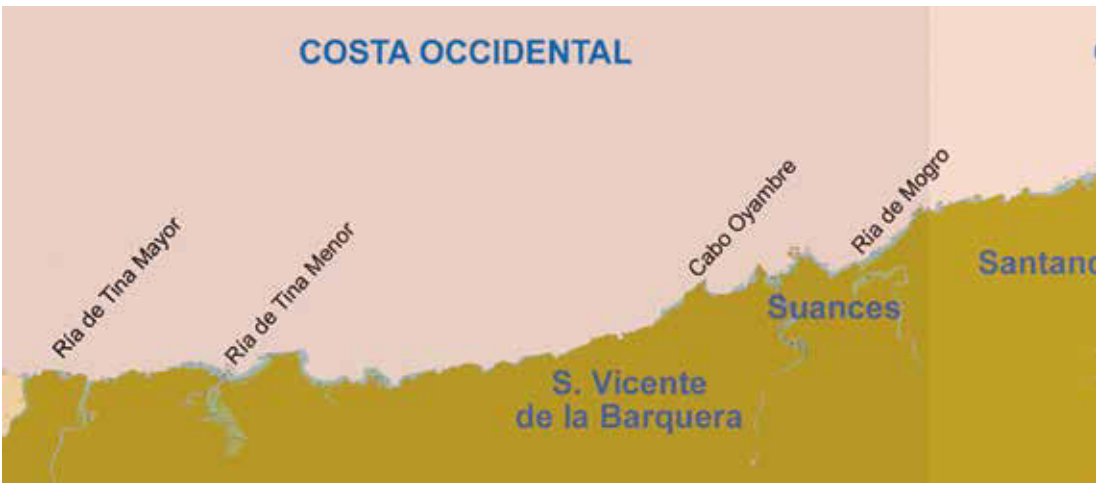 COSTA OCCIDENTAL
Ría de Tina Mayor
Ría de Tina Menor
Cabo Oyambre
Ría de Mogro
Suances
S. Vicente
de la Barquera